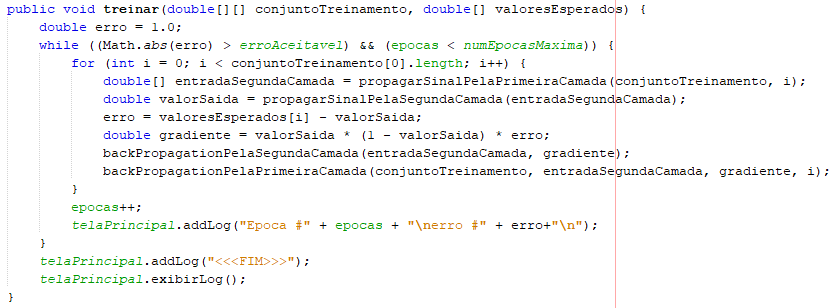 public void treinar(double[][] conjuntoTreinamento, double[] valoresEsperados) {
    double erro = 1.0;
    while ((Math.abs(erro) > erroAceitavel) && (epocas < numEpocasMaxima)) {
        for (int i = 0; i < conjuntoTreinamento[0].length; i++) {
            double[] entradaSegundaCamada = propagarSinalPelaPrimeiraCamada(conjuntoTreinamento, i);
            double valorSaida = propagarSinalPelaSegundaCamada(entradaSegundaCamada);
            erro = valoresEsperados[i] - valorSaida;
            double gradiente = valorSaida * (1 - valorSaida) * erro;
            backPropagationPelaSegundaCamada(entradaSegundaCamada, gradiente);
            backPropagationPelaPrimeiraCamada(conjuntoTreinamento, entradaSegundaCamada, gradiente, i);
        }
        epocas++;
        telaPrincipal.addLog("Epoca #" + epocas + "\nerro #" + erro+"\n");
    }
    telaPrincipal.addLog("<<<FIM>>>");
    telaPrincipal.exibirLog();
}